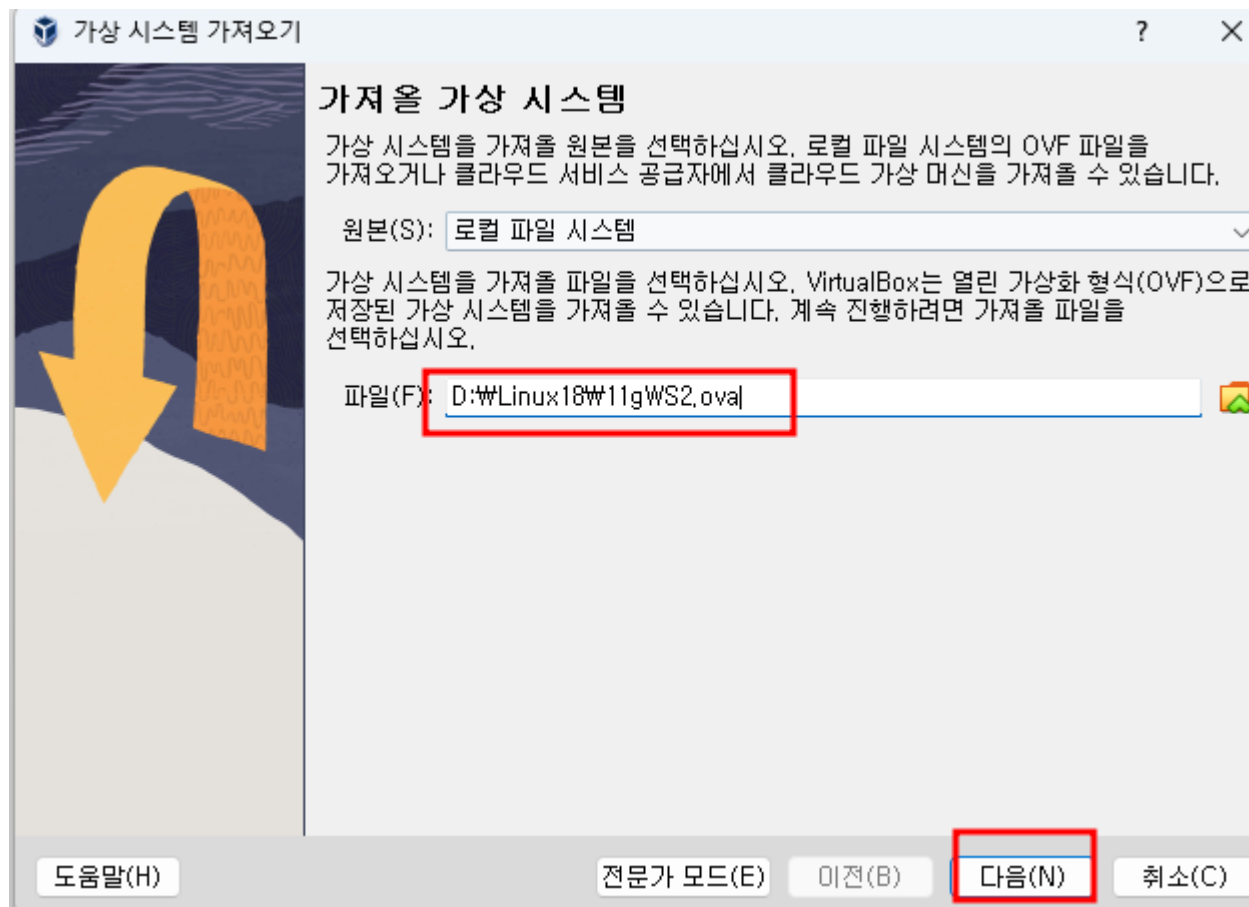 가상 시스템 가져오기
?
가져올 가상 시스템
가상 시스템을 가져올 원본을 선택하십시오. 로컬 파일 시스템의 OVF 파일을
가져오거나 클라우드 서비스 공급자에서 클라우드 가상 머신을 가져올 수 있습니다.
원본(S): 로컬 파일 시스템
가상 시스템을 가져올 파일을 선택하십시오. VirtualBox는 열린 가상화 형식(OVF)으로
저장된 가상 시스템을 가져올 수 있습니다. 계속 진행하려면 가져올 파일을
선택하십시오.
파일(F): D:₩Linux18₩11gWS2.ova
도움말(H) 전문가 모드(E) 이전(B) 다음(N) 취소(C)